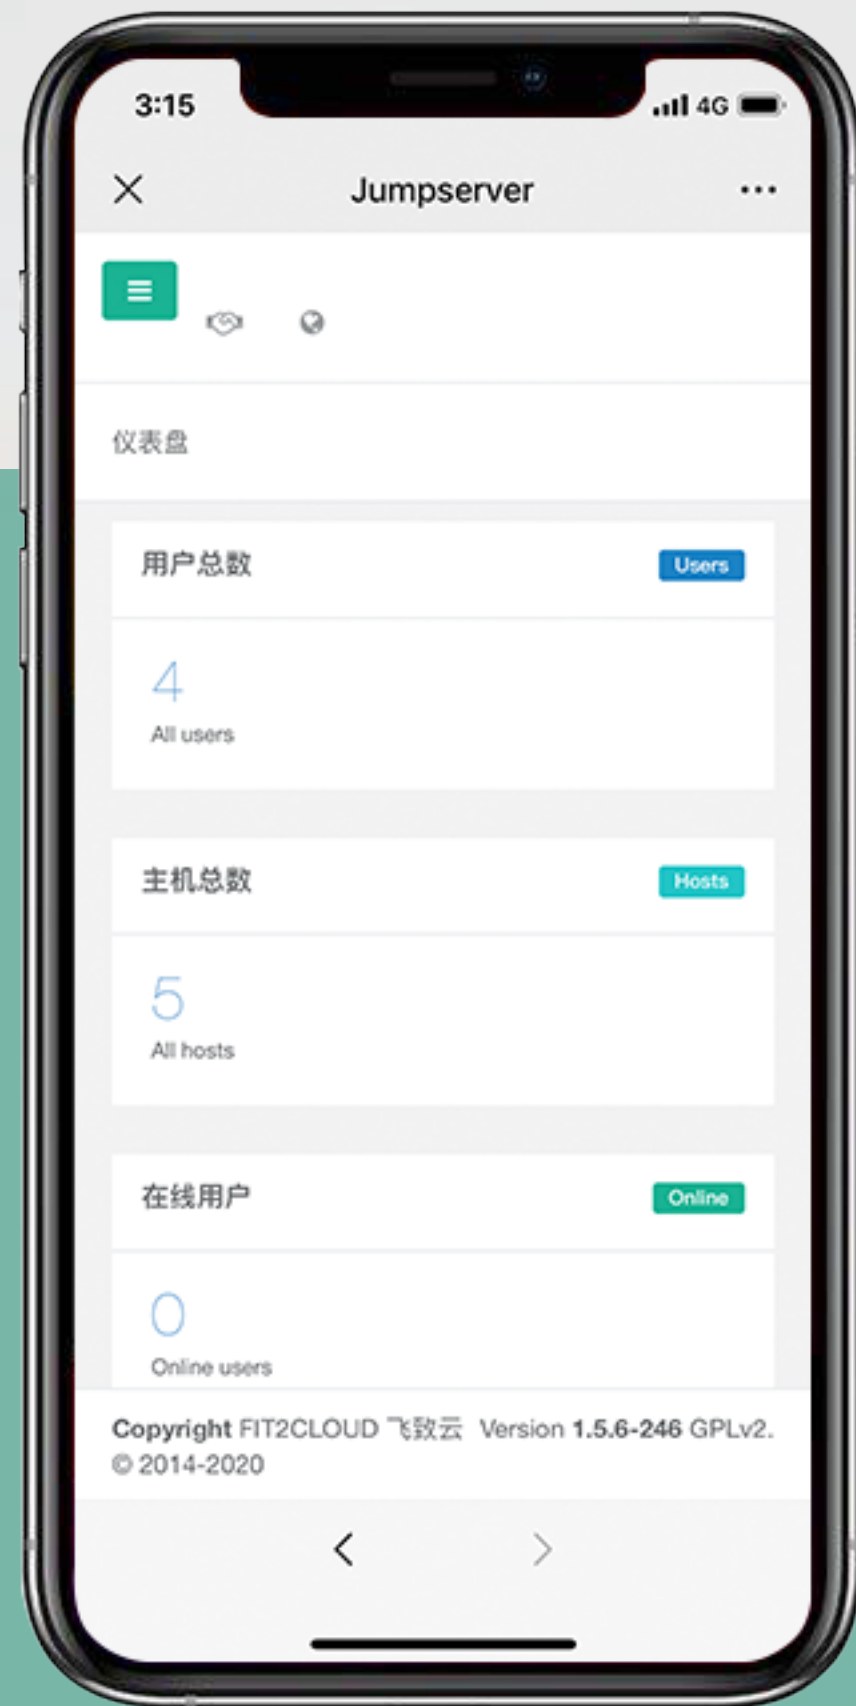 3:15
4G
Jumpserver
仪表盘
用户总数 Users
4
All users
主机总数 Hosts
5
All hosts
在线用户 Online
0
Online users
Copyright FIT2CLOUD 飞致云 Version 1.5.6-246 GPLv2.
© 2014-2020